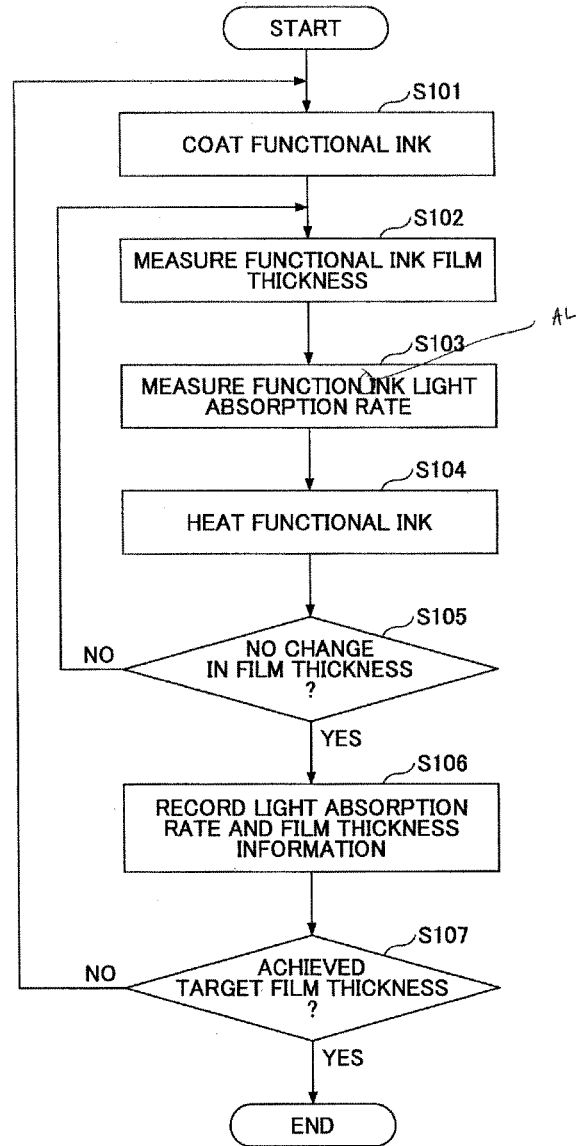 START
S101
COAT FUNCTIONAL INK
S102
MEASURE FUNCTIONAL INK FILM
THICKNESS
S103
AL
MEASURE FUNCTION INK LIGHT
ABSORPTION RATE
S104
HEAT FUNCTIONAL INK
S105
NO CHANGE
IN FILM THICKNESS
?
NO
YES
S106
RECORD LIGHT ABSORPTION
RATE AND FILM THICKNESS
INFORMATION
S107
ACHIEVED
TARGET FILM THICKNESS
?
NO
YES
END